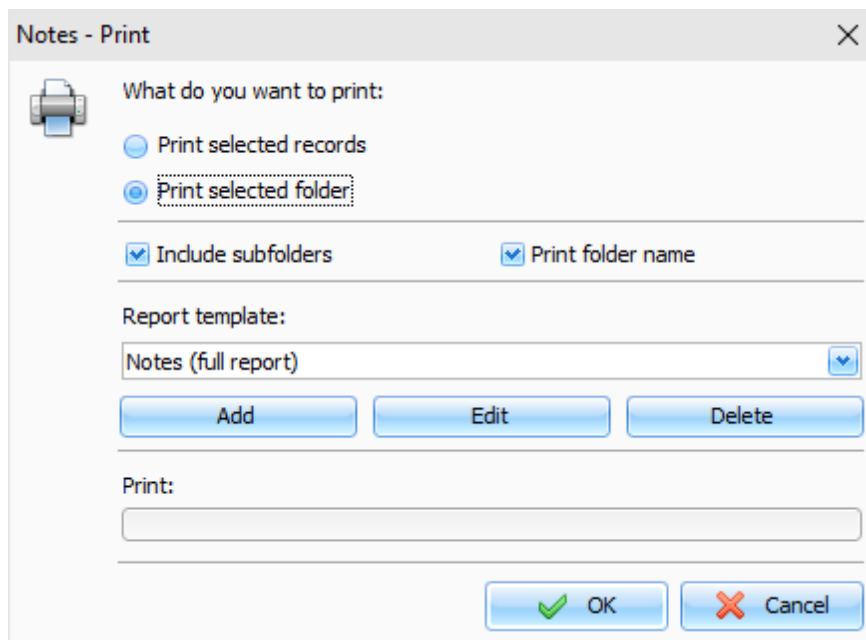 Notes - Print
What do you want to print:
Print selected records
Print selected folder
Include subfolders Print folder name
Report template:
Notes (full report)
Add Edit Delete
Print:
OK Cancel